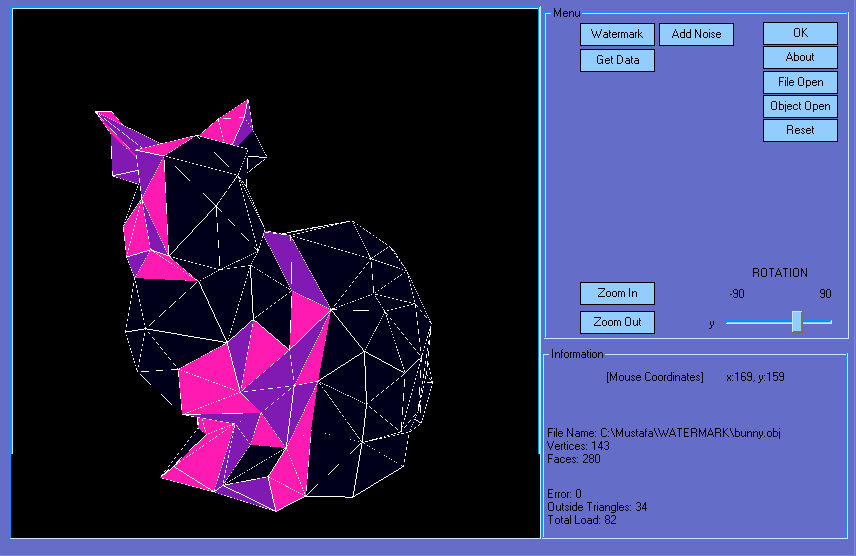 Menu
Watermark Add Noise OK
Get Data About
File Open
Object Open
Reset
ROTATION
-90 90
Zoom In
Zoom Out y
Information
[Mouse Coordinates] x:169, y:159
File Name: C:\Mustafa\WATERMARK\bunny.obj
Vertices: 143
Faces: 280
Error: 0
Outside Triangles: 34
Total Load: 82